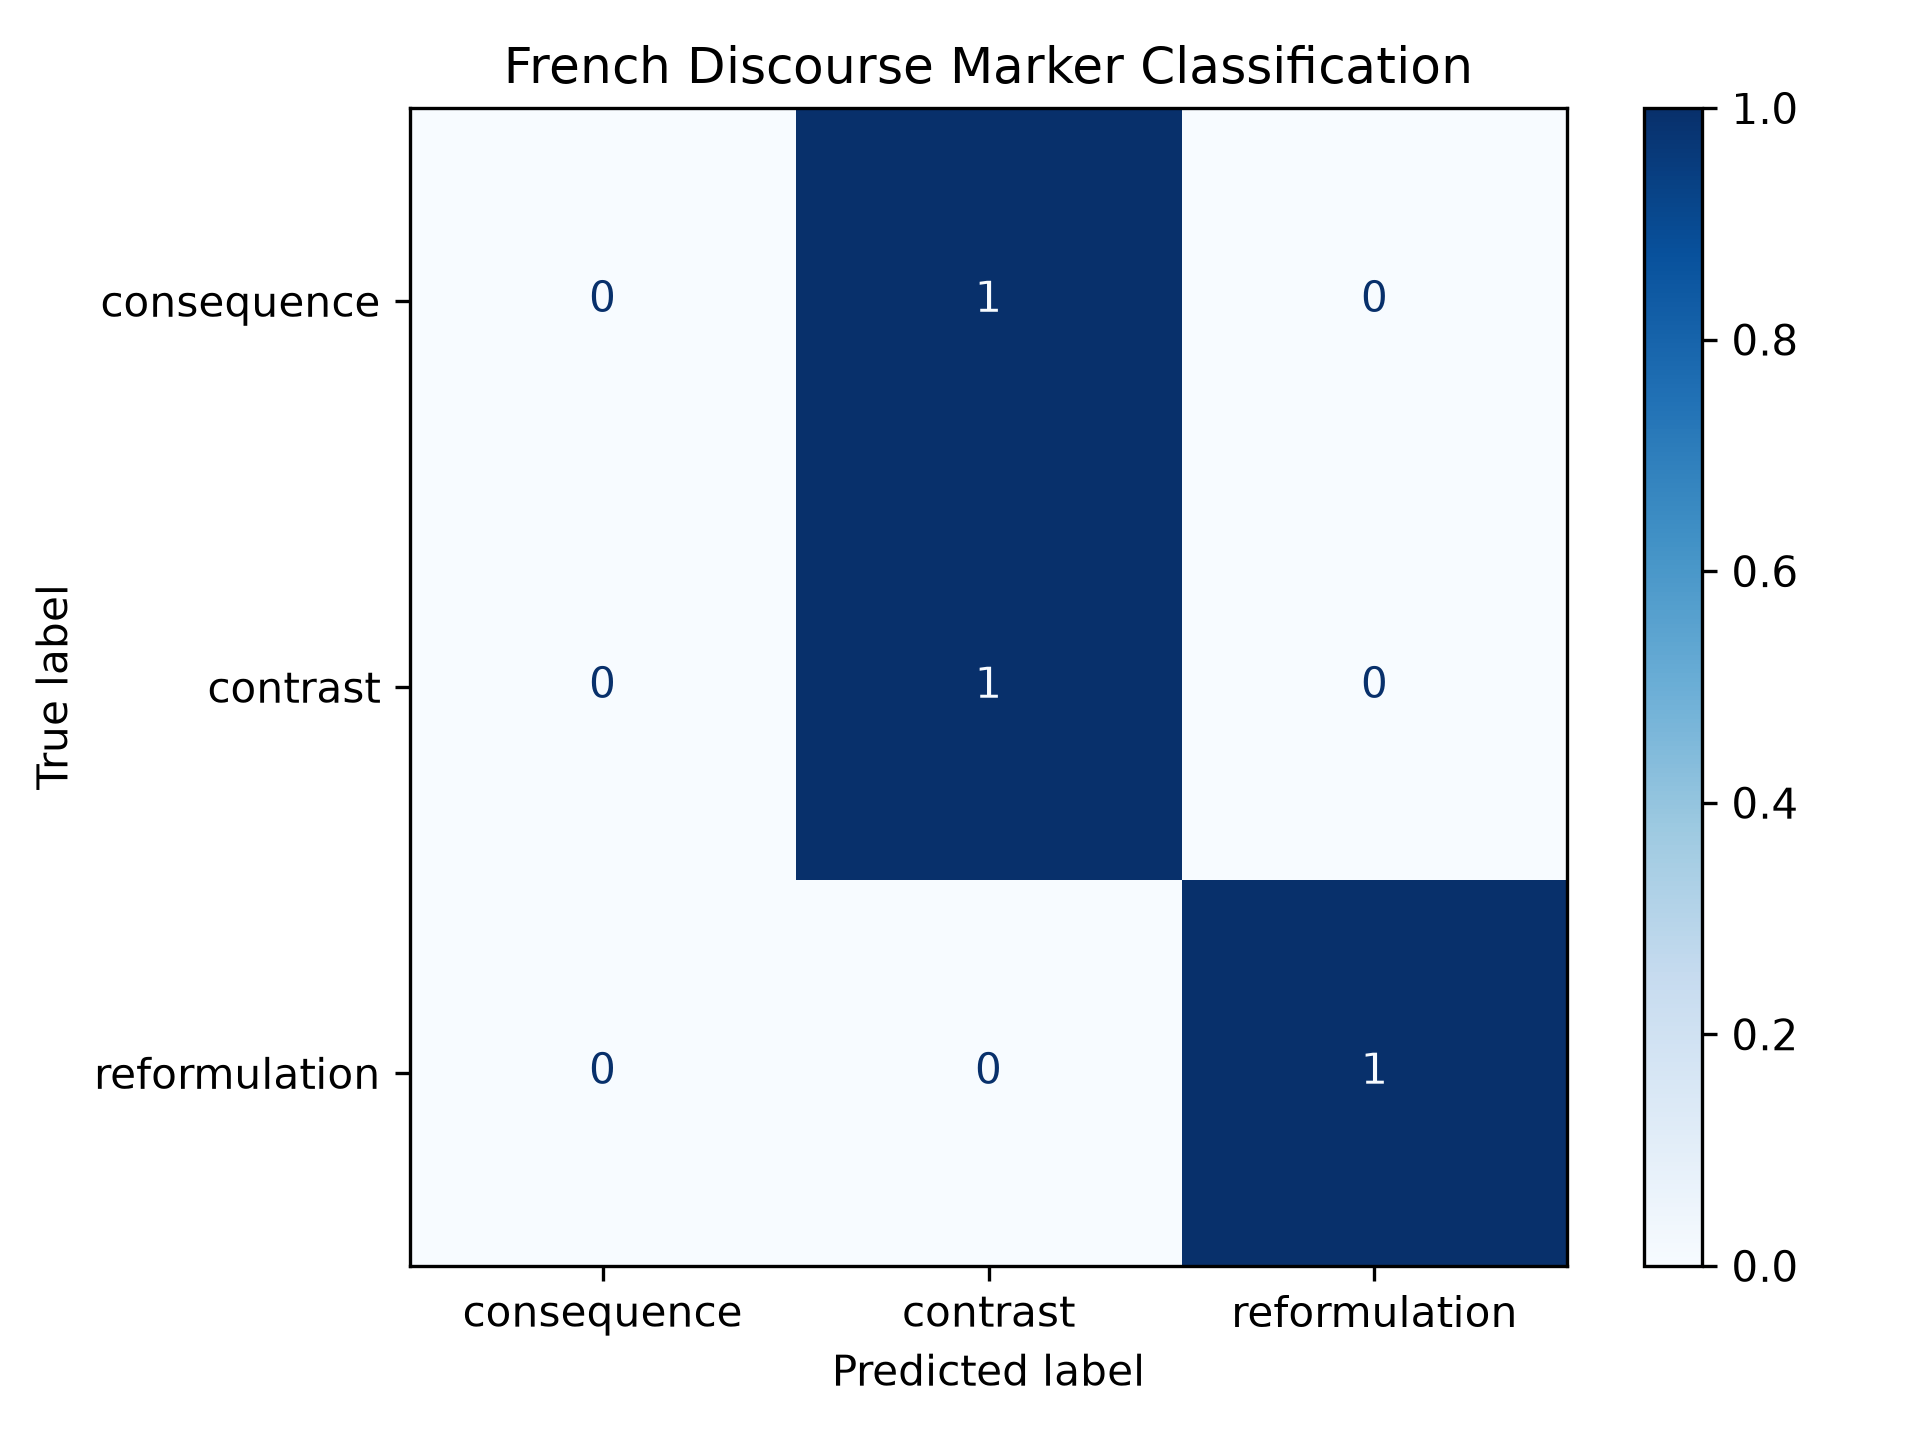 French Discourse Marker Classification
1.0
consequence 0 1 0
0.8
0.6
True label
contrast 0 1 0
0.4
reformulation 0 0 1
0.2
0.0
consequence contrast reformulation
Predicted label